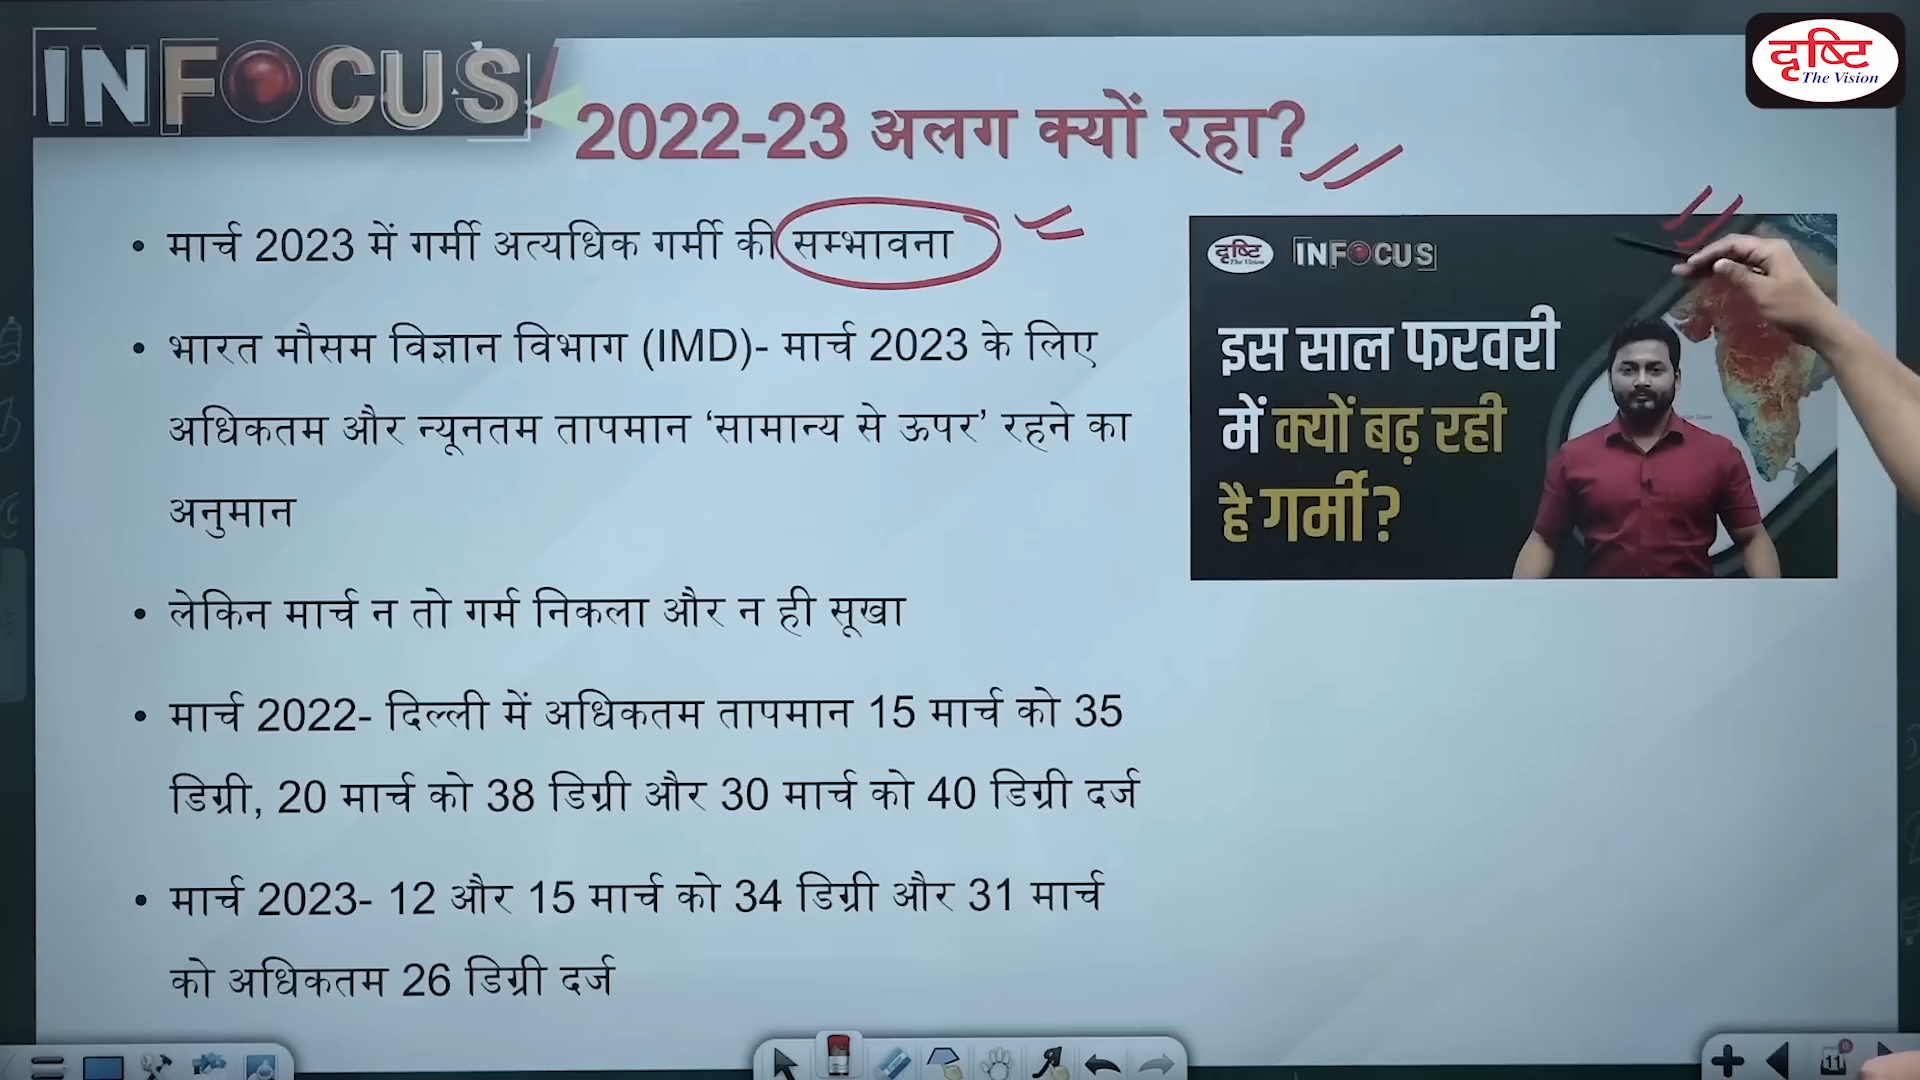 INFOCUS
दृष्टि
The Vision
2022-23 अलग क्यों रहा?
• मार्च 2023 में गर्मी अत्यधिक गर्मी की सम्भावना
• भारत मौसम विज्ञान विभाग (IMD)- मार्च 2023 के लिए
अधिकतम और न्यूनतम तापमान ‘सामान्य से ऊपर’ रहने का
अनुमान
• लेकिन मार्च न तो गर्म निकला और न ही सूखा
• मार्च 2022- दिल्ली में अधिकतम तापमान 15 मार्च को 35
डिग्री, 20 मार्च को 38 डिग्री और 30 मार्च को 40 डिग्री दर्ज
• मार्च 2023- 12 और 15 मार्च को 34 डिग्री और 31 मार्च
को अधिकतम 26 डिग्री दर्ज
दृष्टि
The Vision
INFOCUS
इस साल फरवरी
में क्यों बढ़ रही
है गर्मी?
11